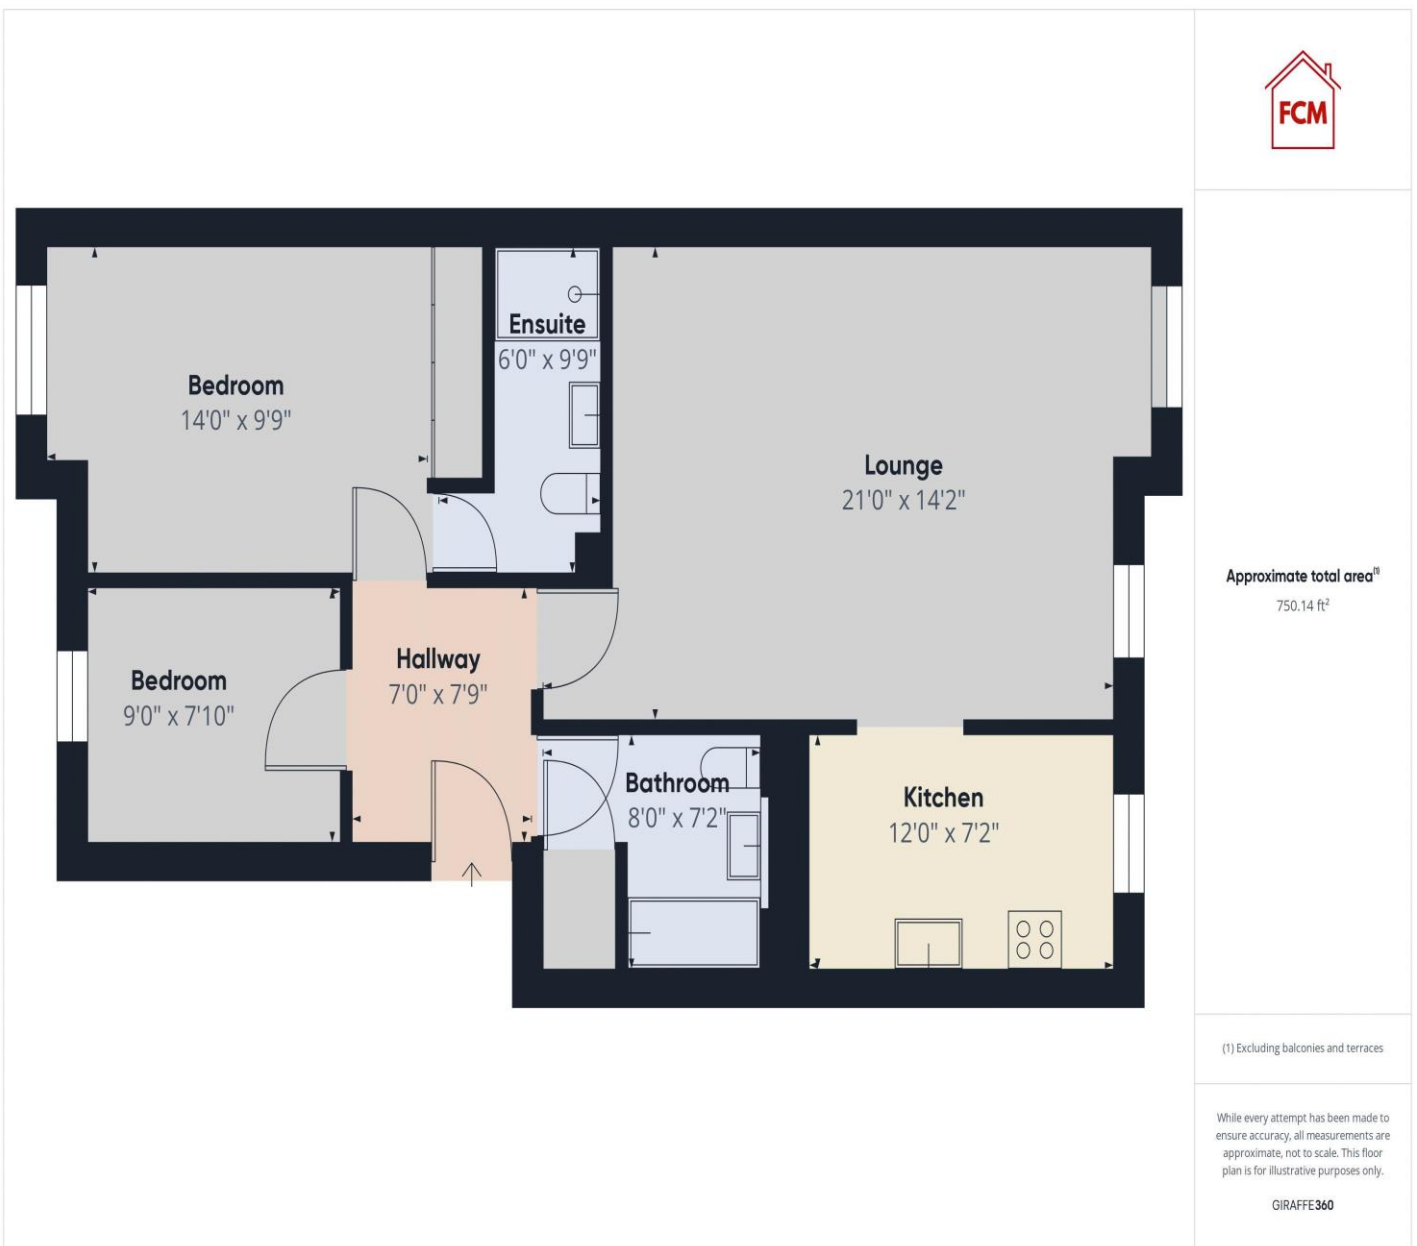 FCM
Ensuite
6'0" x 9'9"
Bedroom
14'0" x 9'9"
Lounge
21'0" x 14'2"
Approximate total area(1)
750.14 ft²
Hallway
7'0" x 7'9"
Bedroom
9'0" x 7'10"
Bathroom
8'0" x 7'2"
Kitchen
12'0" x 7'2"
(1) Excluding balconies and terraces
While every attempt has been made to
ensure accuracy, all measurements are
approximate, not to scale. This floor
plan is for illustrative purposes only.
GIRAFFE360